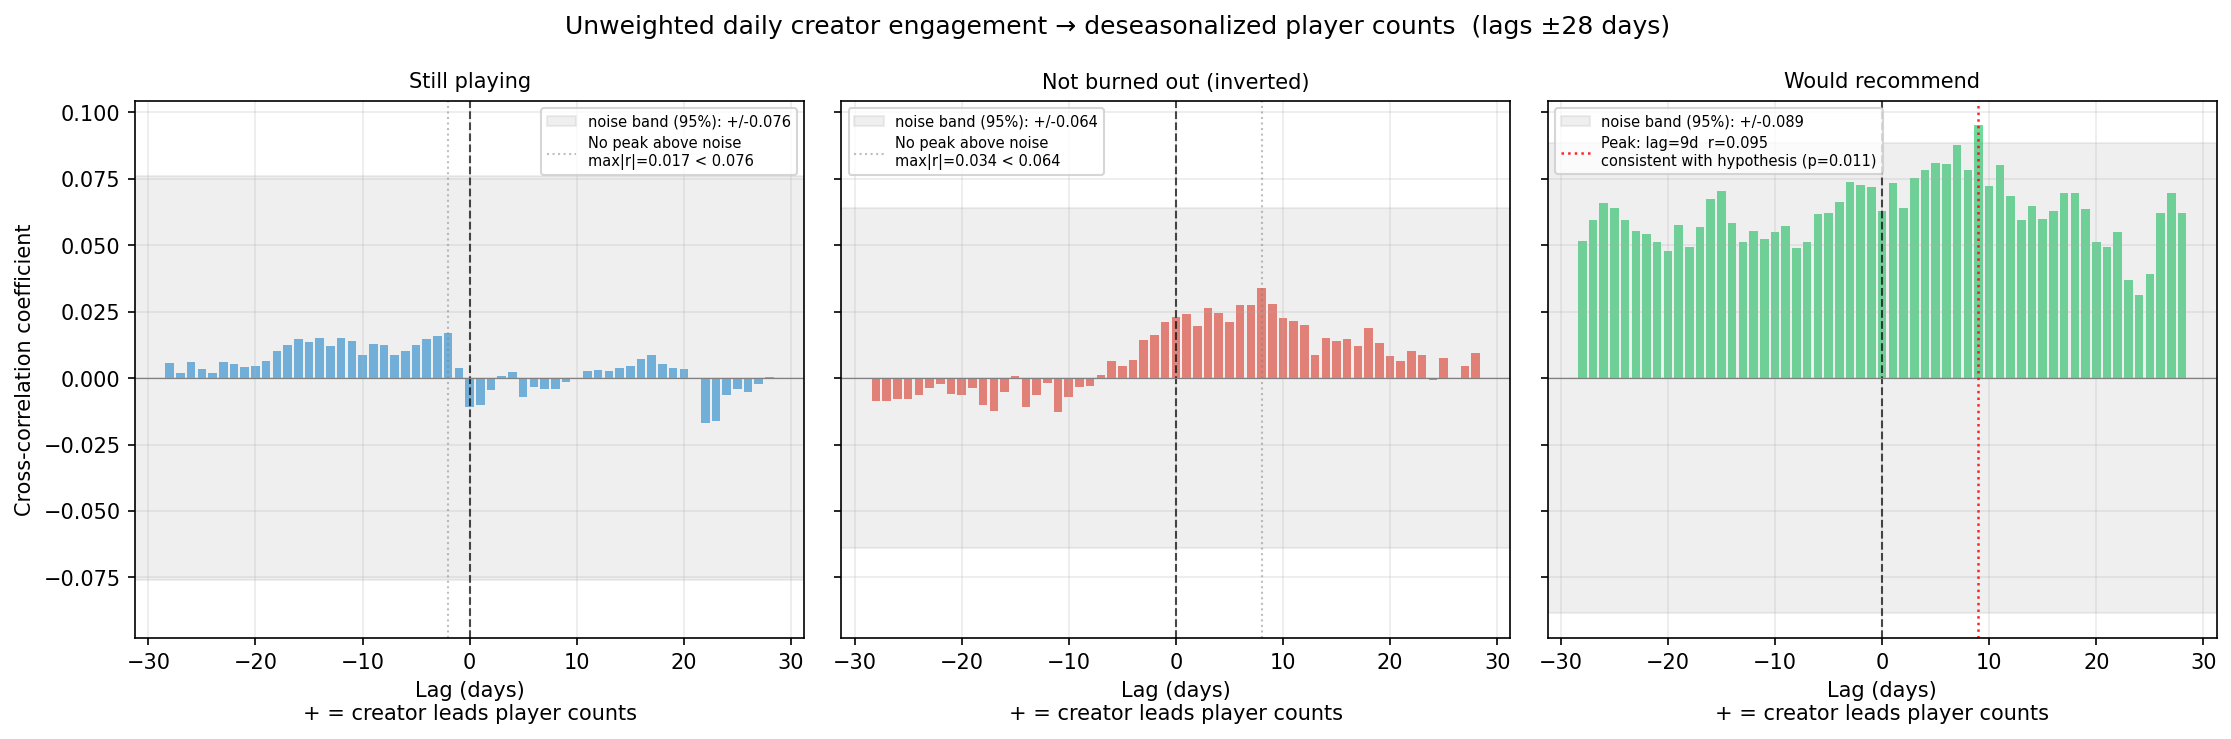 Unweighted daily creator engagement → deseasonalized player counts  (lags ±28 days)
Still playing
Not burned out (inverted)
Would recommend
Cross-correlation coefficient
0.100
0.075
0.050
0.025
0.000
−0.025
−0.050
−0.075
noise band (95%): +/-0.076
No peak above noise
max|r|=0.017 < 0.076
−30 −20 −10 0 10 20 30
Lag (days)
+ = creator leads player counts
noise band (95%): +/-0.064
No peak above noise
max|r|=0.034 < 0.064
−30 −20 −10 0 10 20 30
Lag (days)
+ = creator leads player counts
noise band (95%): +/-0.089
Peak: lag=9d  r=0.095
consistent with hypothesis (p=0.011)
−30 −20 −10 0 10 20 30
Lag (days)
+ = creator leads player counts